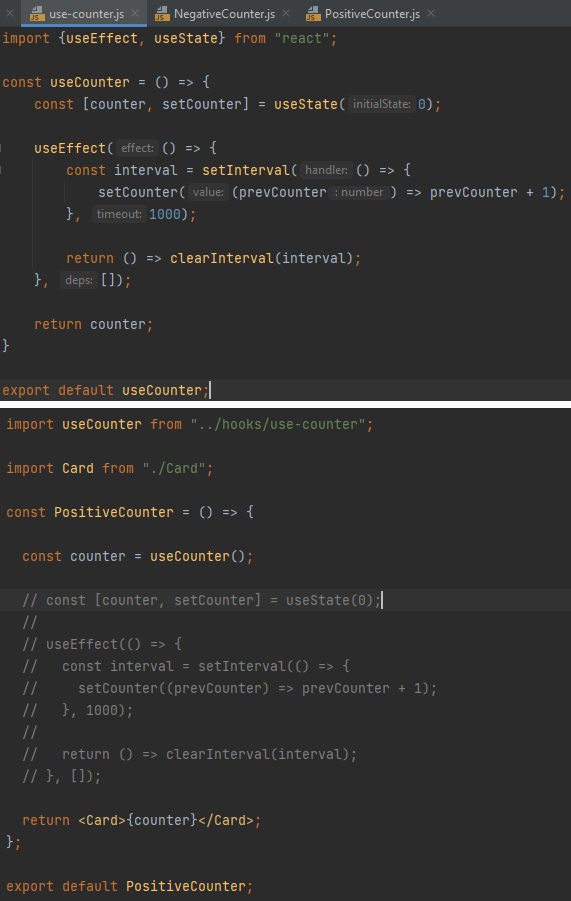 use-counter.js NegativeCounter.js PositiveCounter.js
import {useEffect, useState} from "react";
const useCounter = () => {
const [counter, setCounter] = useState( initialState: 0);
useEffect( effect: () => {
const interval = setInterval( handler: () => {
setCounter( value: (prevCounter : number ) => prevCounter + 1);
}, timeout: 1000);
return () => clearInterval(interval);
}, deps: []);
return counter;
}
export default useCounter;
import useCounter from "../hooks/use-counter";
import Card from "./Card";
const PositiveCounter = () => {
const counter = useCounter();
// const [counter, setCounter] = useState(0);
//
// useEffect(() => {
//   const interval = setInterval(() => {
//     setCounter((prevCounter) => prevCounter + 1);
//   }, 1000);
//
//   return () => clearInterval(interval);
// }, []);
return <Card>{counter}</Card>;
};
export default PositiveCounter;